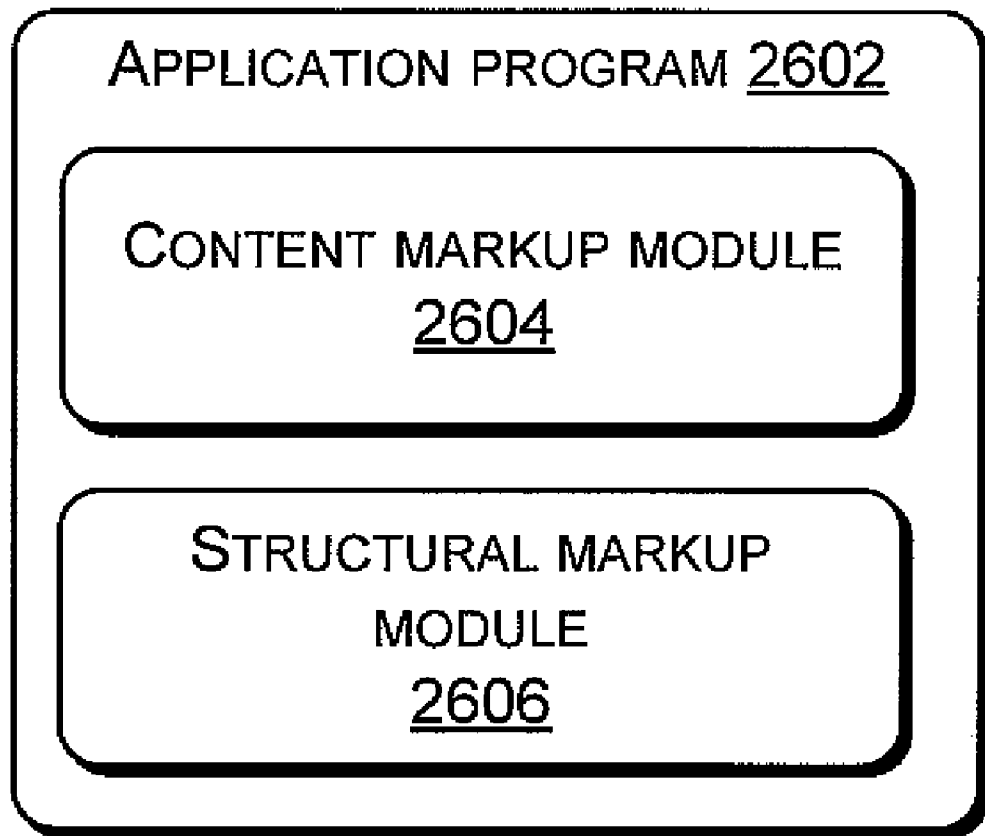 APPLICATION PROGRAM 2602
CONTENT MARKUP MODULE
2604
STRUCTURAL MARKUP
MODULE
2606